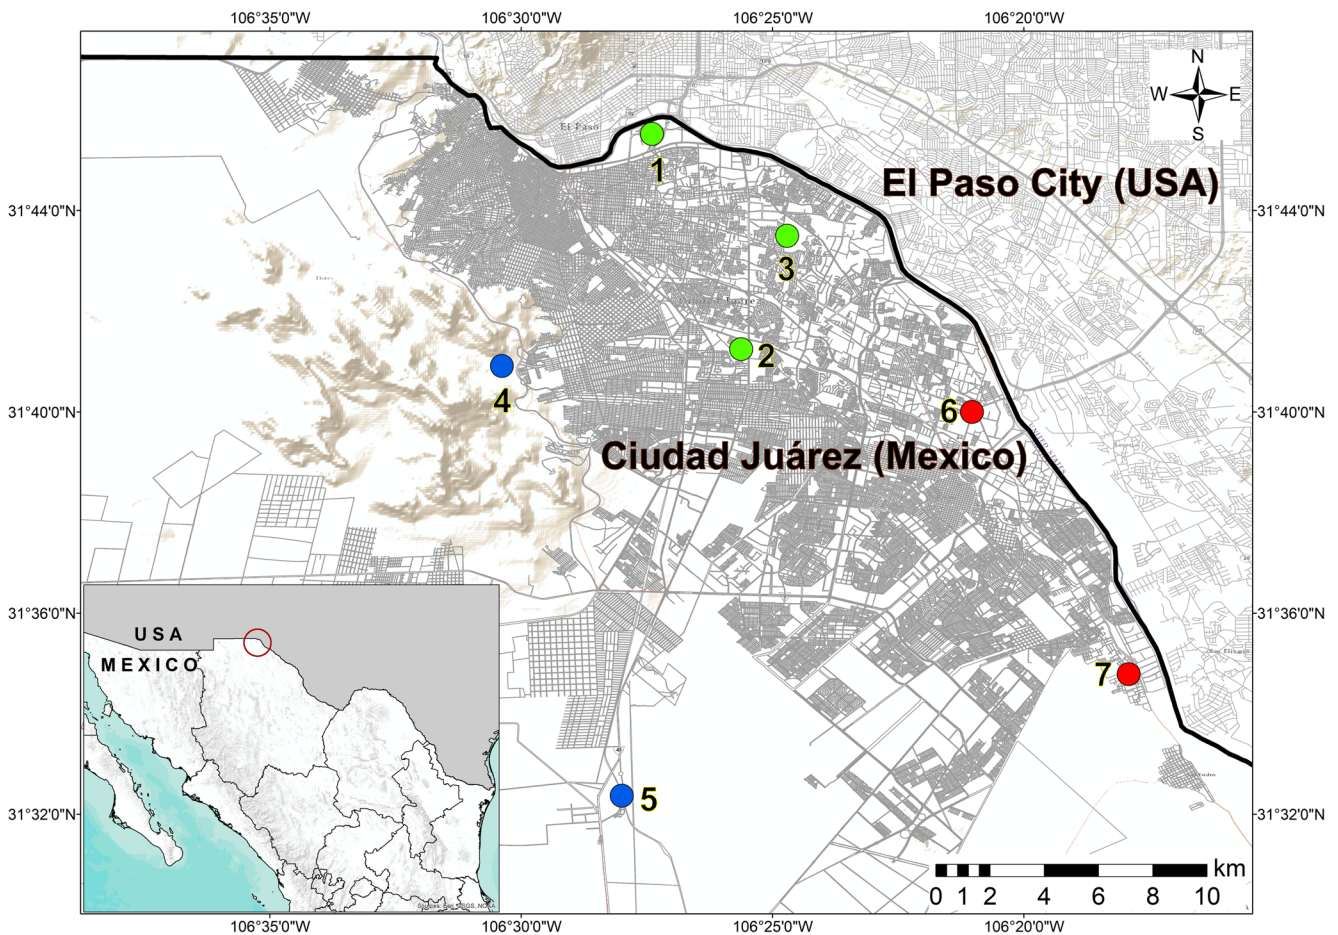 106°35'0"W 106°30'0"W 106°25'0"W 106°20'0"W
N
W E
S
El Paso
1
El Paso City (USA)
31°44'0"N 31°44'0"N
3
2
4
31°40'0"N 6 31°40'0"N
Ciudad Juárez (Mexico)
31°36'0"N 31°36'0"N
USA
MEXICO
7
5
31°32'0"N 31°32'0"N
km
0 1 2 4 6 8 10
106°35'0"W 106°30'0"W 106°25'0"W 106°20'0"W